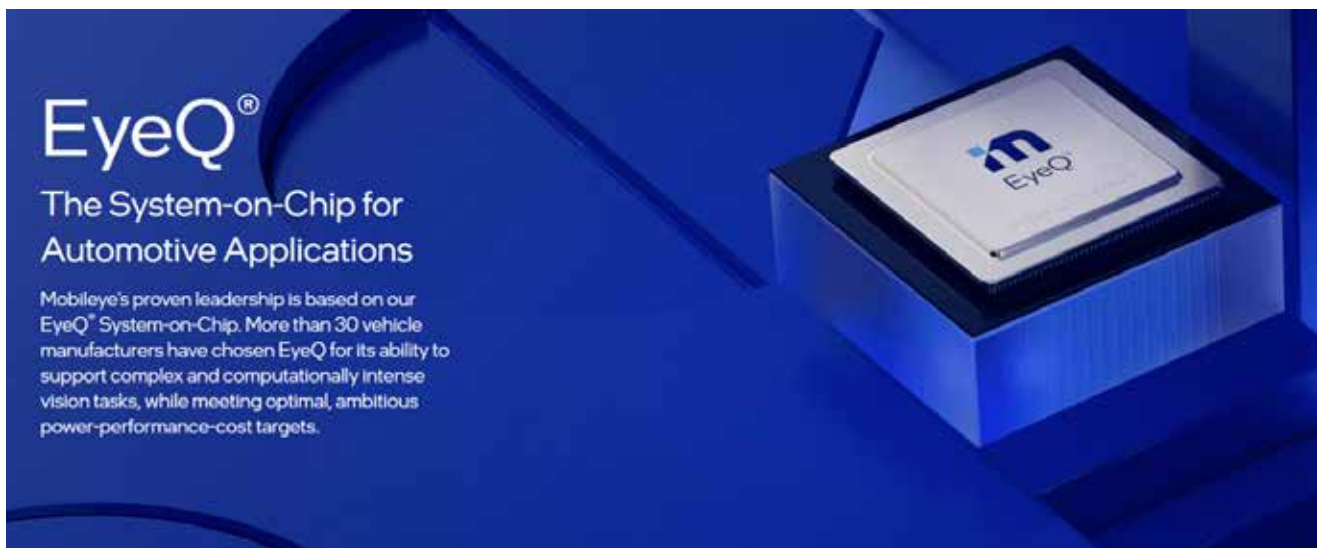 EyeQ®
The System-on-Chip for
Automotive Applications
Mobileye's proven leadership is based on our
EyeQ® System-on-Chip. More than 30 vehicle
manufacturers have chosen EyeQ for its ability to
support complex and computationally intense
vision tasks, while meeting optimal, ambitious
power-performance-cost targets.
m
EyeQ